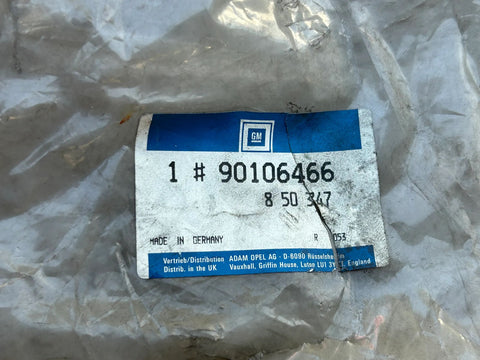 GM
1 # 90106466
8 50 347
MADE IN GERMANY R 053
Vertrieb/Distribution ADAM OPEL AG · D-6090 Rüsselsheim
Distrib. in the UK Vauxhall, Griffin House, Luton LU1 England